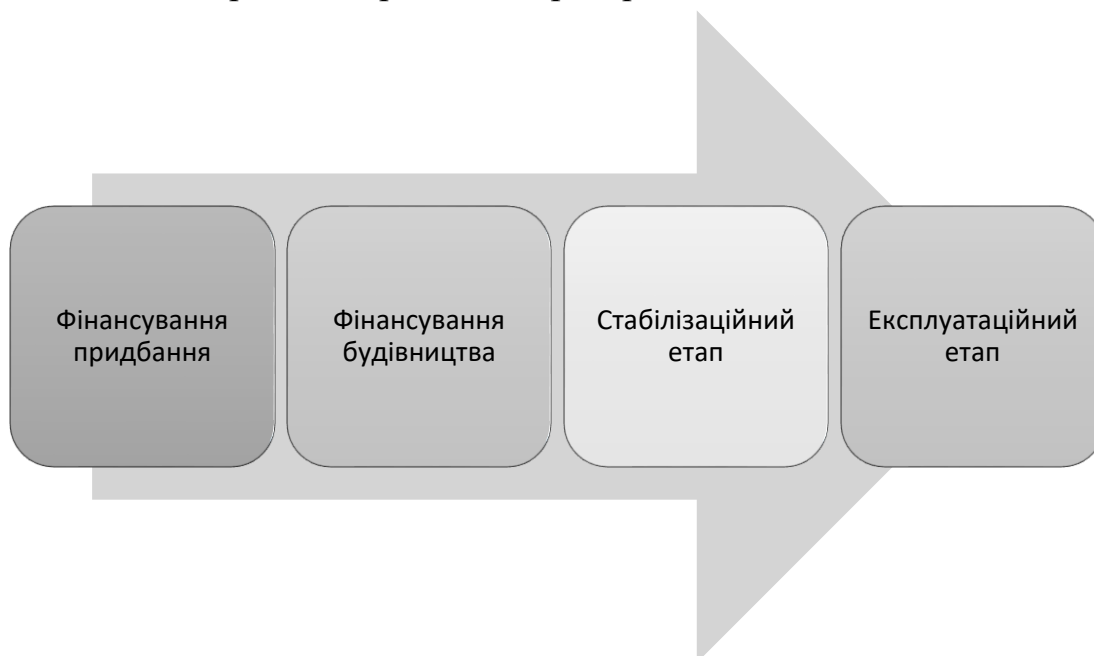 Фінансування
придбання
Фінансування
будівництва
Стабілізаційний
етап
Експлуатаційний
етап